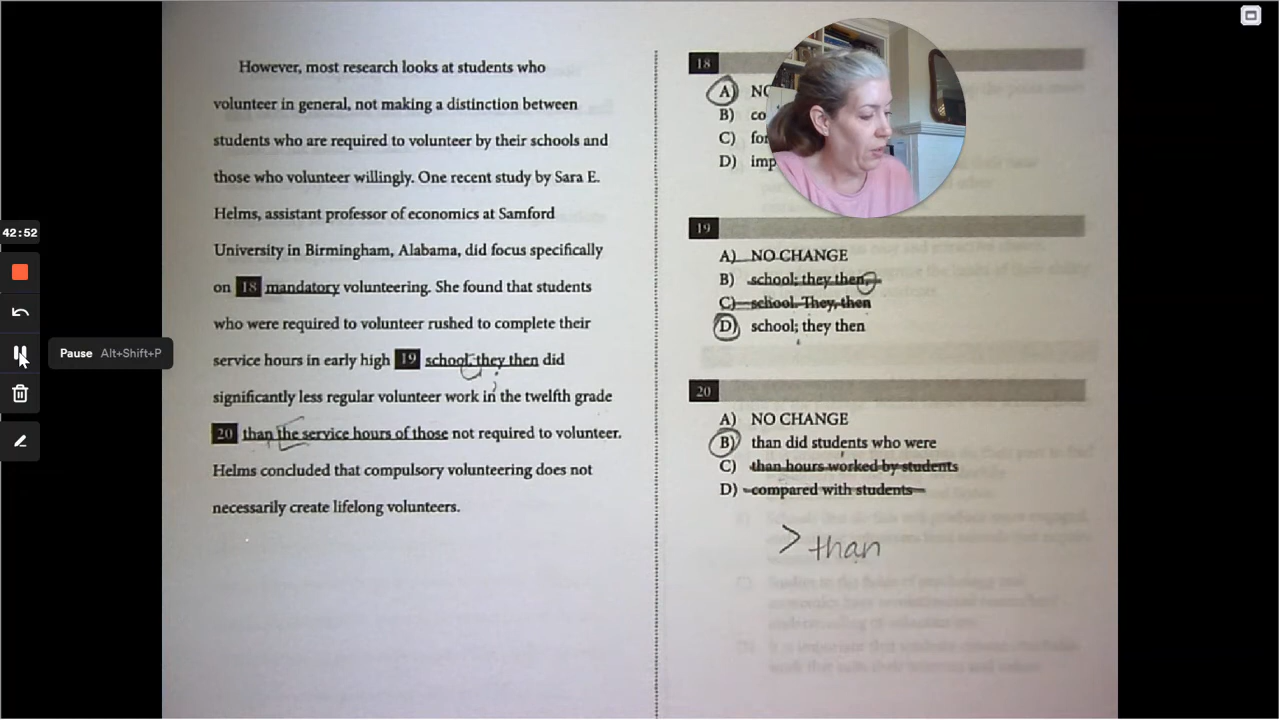 However, most research looks at students who
volunteer in general, not making a distinction between
students who are required to volunteer by their schools and
those who volunteer willingly. One recent study by Sara E.
Helms, assistant professor of economics at Samford
University in Birmingham, Alabama, did focus specifically
on 18 mandatory volunteering. She found that students
who were required to volunteer rushed to complete their
service hours in early high 19 school, they then did
significantly less regular volunteer work in the twelfth grade
20 than the service hours of those not required to volunteer.
Helms concluded that compulsory volunteering does not
necessarily create lifelong volunteers.
18
A) NO
B) co
C) for
D) imp
19
A) NO CHANGE
B) school; they then,
C) school. They, then
D) school; they then
20
A) NO CHANGE
B) than did students who were
C) than hours worked by students
D) compared with students
> than
42:52
Pause Alt+Shift+P